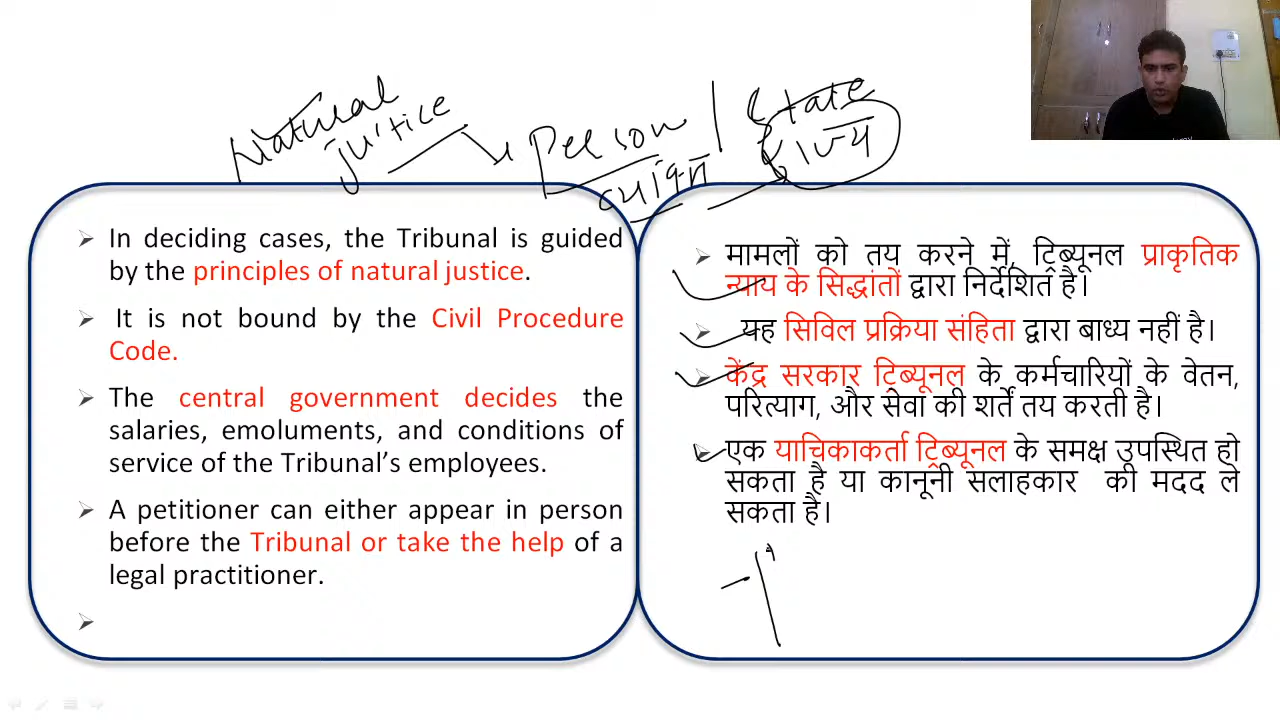 Natural
justice
Person
State
व्यक्ति
राज्य
In deciding cases, the Tribunal is guided
by the principles of natural justice.
It is not bound by the Civil Procedure
Code.
The central government decides the
salaries, emoluments, and conditions of
service of the Tribunal's employees.
A petitioner can either appear in person
before the Tribunal or take the help of a
legal practitioner.
मामलों को तय करने में, ट्रिब्यूनल प्राकृतिक
न्याय के सिद्धांतों द्वारा निर्देशित है।
यह सिविल प्रक्रिया संहिता द्वारा बाध्य नहीं है।
केंद्र सरकार ट्रिब्यूनल के कर्मचारियों के वेतन,
परित्याग, और सेवा की शर्तें तय करती है।
एक याचिकाकर्ता ट्रिब्यूनल के समक्ष उपस्थित हो
सकता है या कानूनी सलाहकार की मदद ले
सकता है।